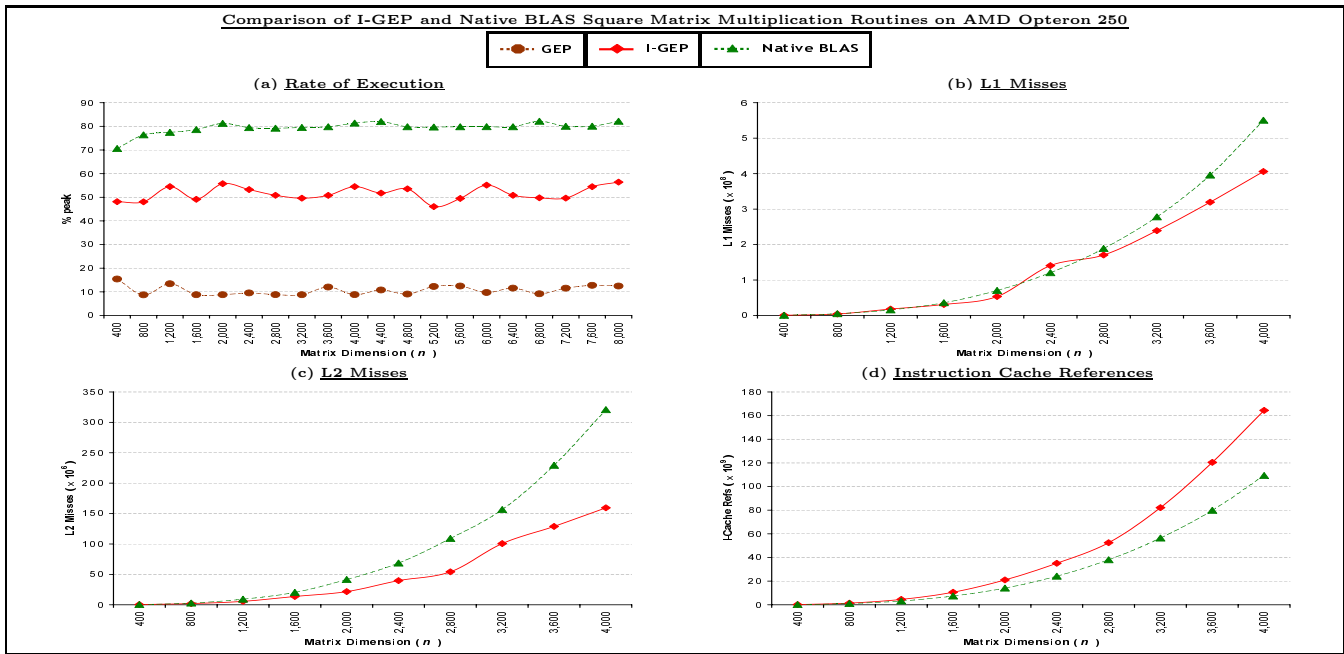 Comparison of I-GEP and Native BLAS Square Matrix Multiplication Routines on AMD Opteron 250
GEP I-GEP Native BLAS
(a) Rate of Execution
90
80
70
60
50
40
30
20
10
0
% peak
400 800 1,200 1,600 2,000 2,400 2,800 3,200 3,600 4,000 4,400 4,800 5,200 5,600 6,000 6,400 6,800 7,200 7,600 8,000
Matrix Dimension ( n )
(b) L1 Misses
6
5
4
3
2
1
0
L1 Misses ( x 10⁸ )
400 800 1,200 1,600 2,000 2,400 2,800 3,200 3,600 4,000
Matrix Dimension ( n )
(c) L2 Misses
350
300
250
200
150
100
50
0
L2 Misses ( x 10⁶ )
400 800 1,200 1,600 2,000 2,400 2,800 3,200 3,600 4,000
Matrix Dimension ( n )
(d) Instruction Cache References
180
160
140
120
100
80
60
40
20
0
I-Cache Refs ( x 10⁹ )
400 800 1,200 1,600 2,000 2,400 2,800 3,200 3,600 4,000
Matrix Dimension ( n )